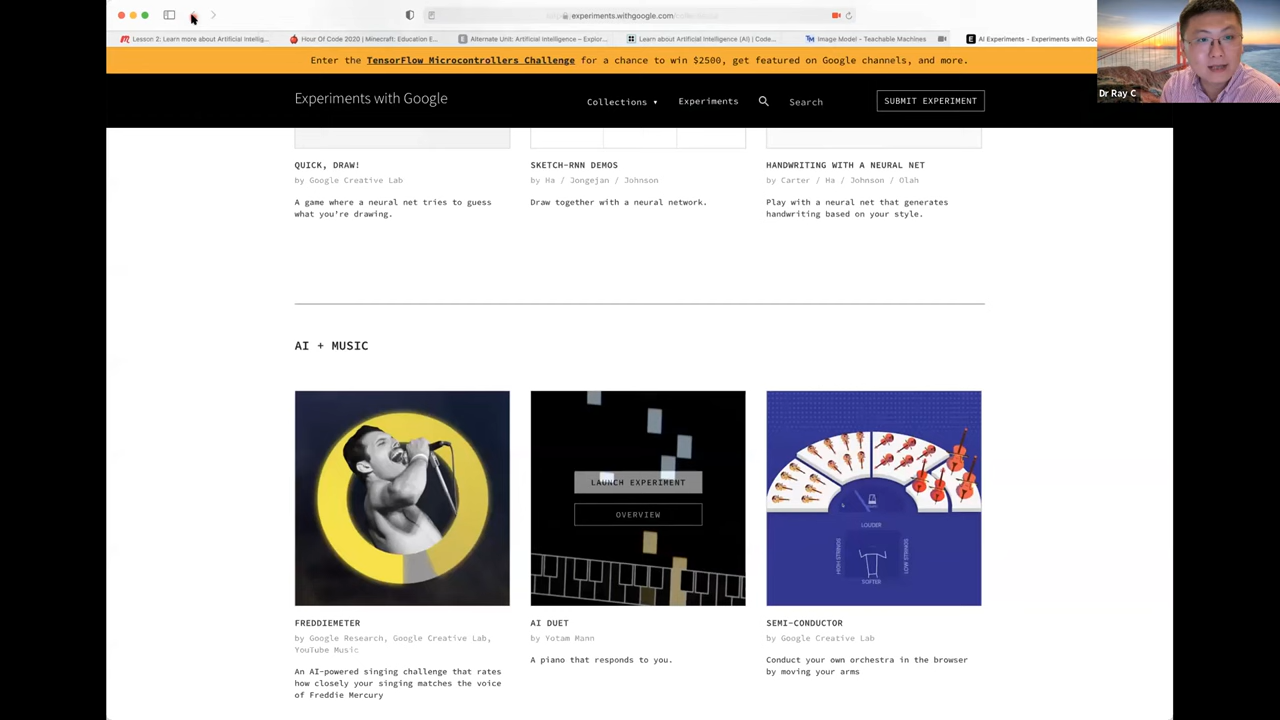 experiments.withgoogle.com
Lesson 2: Learn more about Artificial Intellig...
Hour Of Code 2020 | Minecraft: Education E...
Alternate Unit: Artificial Intelligence – Explor...
Learn about Artificial Intelligence (AI) | Code...
Image Model - Teachable Machines
AI Experiments - Experiments with Goo
Dr Ray C
Enter the TensorFlow Microcontrollers Challenge for a chance to win $2500, get featured on Google channels, and more.
Experiments with Google
Collections
Experiments
Search
SUBMIT EXPERIMENT
QUICK, DRAW!
by Google Creative Lab
A game where a neural net tries to guess
what you're drawing.
SKETCH-RNN DEMOS
by Ha / Jongejan / Johnson
Draw together with a neural network.
HANDWRITING WITH A NEURAL NET
by Carter / Ha / Johnson / Olah
Play with a neural net that generates
handwriting based on your style.
AI + MUSIC
LAUNCH EXPERIMENT
OVERVIEW
LOUDER
HIGH STRINGS
LOW STRINGS
SOFTER
FREDDIEMETER
by Google Research, Google Creative Lab,
YouTube Music
An AI-powered singing challenge that rates
how closely your singing matches the voice
of Freddie Mercury
AI DUET
by Yotam Mann
A piano that responds to you.
SEMI-CONDUCTOR
by Google Creative Lab
Conduct your own orchestra in the browser
by moving your arms